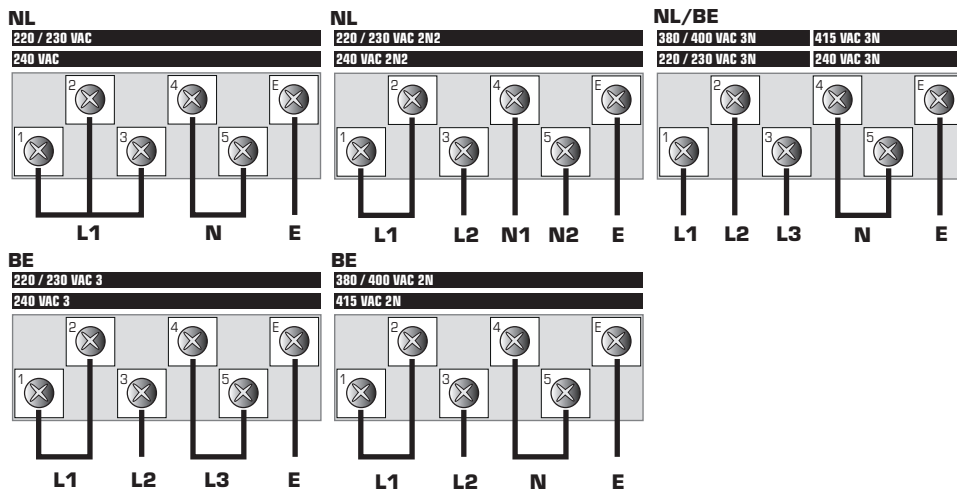 NL
220 / 230 VAC
240 VAC
2 4 E
1 3 5
L1 N E
NL
220 / 230 VAC 2N2
240 VAC 2N2
2 4 E
1 3 5
L1 L2 N1 N2 E
NL/BE
380 / 400 VAC 3N 415 VAC 3N
220 / 230 VAC 3N 240 VAC 3N
2 4 E
1 3 5
L1 L2 L3 N E
BE
220 / 230 VAC 3
240 VAC 3
2 4 E
1 3 5
L1 L2 L3 E
BE
380 / 400 VAC 2N
415 VAC 2N
2 4 E
1 3 5
L1 L2 N E